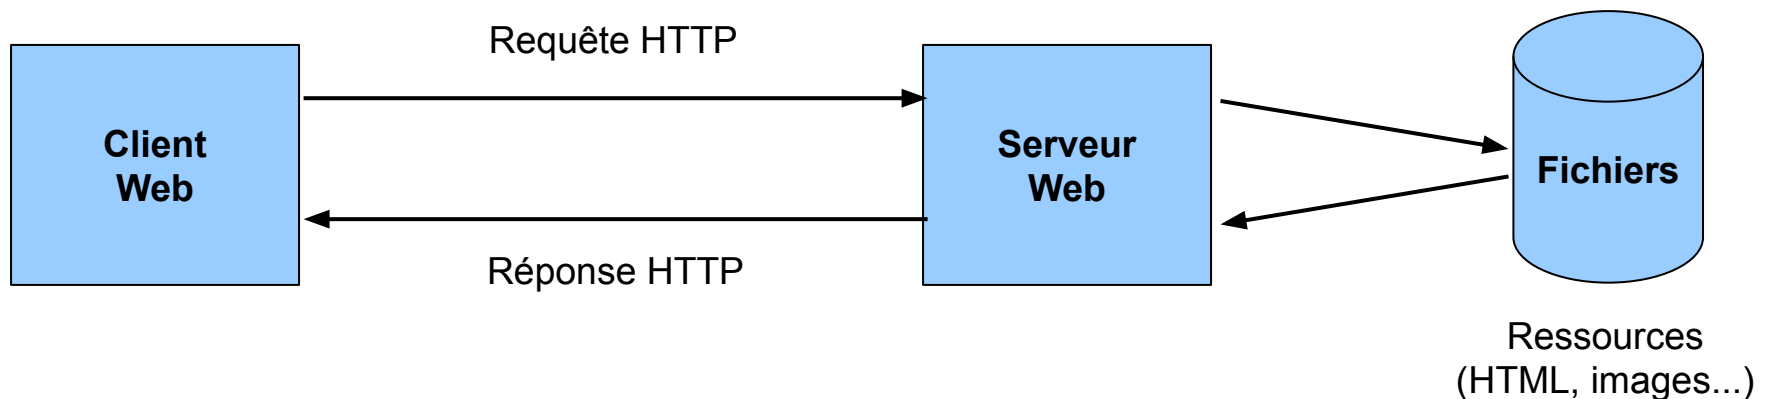 Requête HTTP
Client
Web
Serveur
Web
Fichiers
Réponse HTTP
Ressources
(HTML, images...)